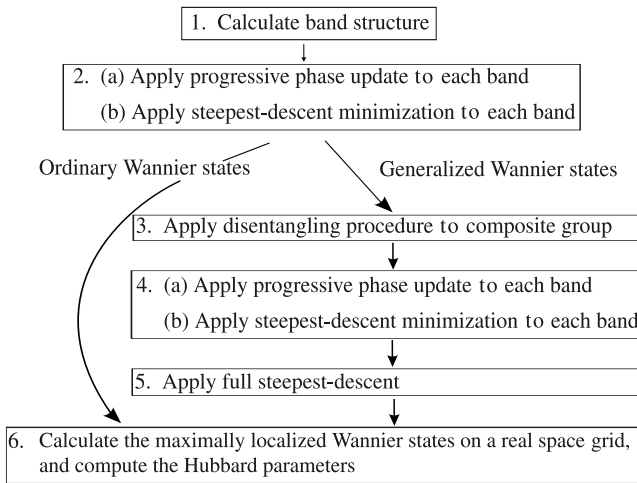 1. Calculate band structure
2. (a) Apply progressive phase update to each band
(b) Apply steepest-descent minimization to each band
Ordinary Wannier states
Generalized Wannier states
3. Apply disentangling procedure to composite group
4. (a) Apply progressive phase update to each band
(b) Apply steepest-descent minimization to each band
5. Apply full steepest-descent
6. Calculate the maximally localized Wannier states on a real space grid,
and compute the Hubbard parameters